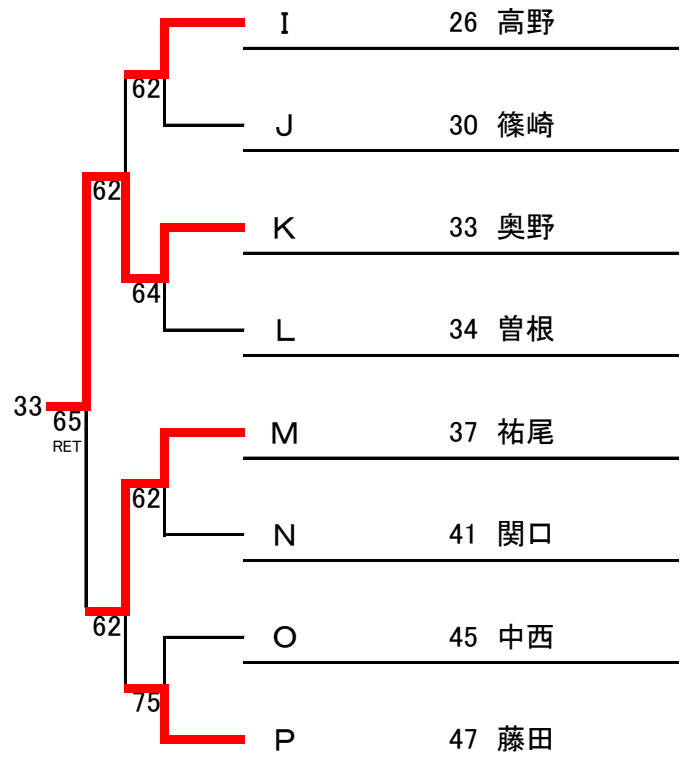 I 26 高野
62
J 30 篠崎
62
K 33 奥野
64
L 34 曽根
33 65
RET
M 37 祐尾
62
N 41 関口
62
O 45 中西
75
P 47 藤田